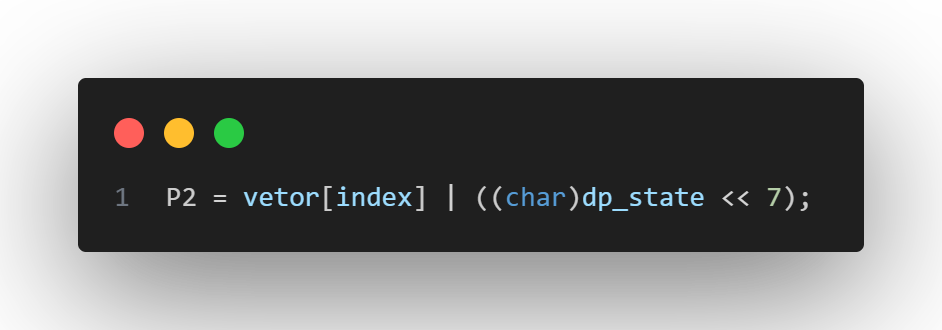 1 P2 = vetor[index] | ((char)dp_state << 7);